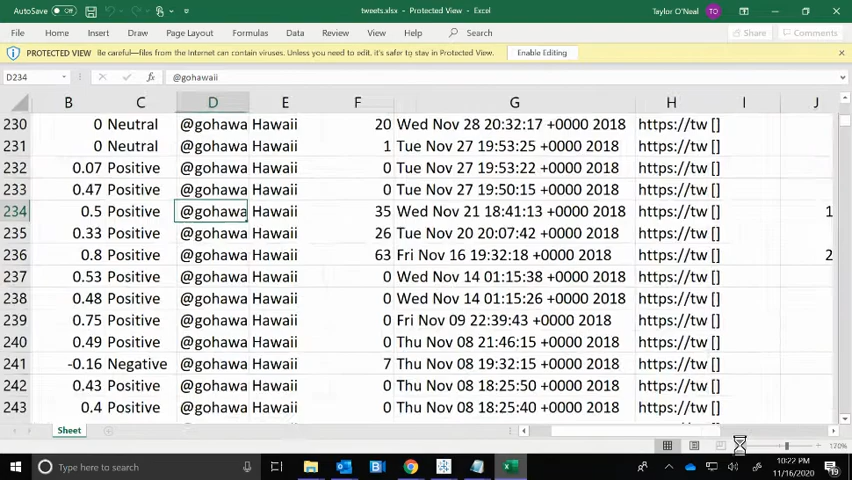 AutoSave Off tweets.xlsx - Protected View - Excel Taylor O'Neal TO
File Home Insert Draw Page Layout Formulas Data Review View Help Search Share Comments
PROTECTED VIEW Be careful—files from the Internet can contain viruses. Unless you need to edit, it's safer to stay in Protected View. Enable Editing
D234 fx @gohawaii
B C D E F G H I J
230 0 Neutral @gohawa Hawaii 20 Wed Nov 28 20:32:17 +0000 2018 https://tw []
231 0 Neutral @gohawa Hawaii 1 Tue Nov 27 19:53:25 +0000 2018 https://tw []
232 0.07 Positive @gohawa Hawaii 0 Tue Nov 27 19:53:22 +0000 2018 https://tw []
233 0.47 Positive @gohawa Hawaii 0 Tue Nov 27 19:50:15 +0000 2018 https://tw []
234 0.5 Positive @gohawa Hawaii 35 Wed Nov 21 18:41:13 +0000 2018 https://tw [] 1
235 0.33 Positive @gohawa Hawaii 26 Tue Nov 20 20:07:42 +0000 2018 https://tw []
236 0.8 Positive @gohawa Hawaii 63 Fri Nov 16 19:32:18 +0000 2018 https://tw [] 2
237 0.53 Positive @gohawa Hawaii 0 Wed Nov 14 01:15:38 +0000 2018 https://tw []
238 0.48 Positive @gohawa Hawaii 0 Wed Nov 14 01:15:26 +0000 2018 https://tw []
239 0.75 Positive @gohawa Hawaii 0 Fri Nov 09 22:39:43 +0000 2018 https://tw []
240 0.49 Positive @gohawa Hawaii 0 Thu Nov 08 21:46:15 +0000 2018 https://tw []
241 -0.16 Negative @gohawa Hawaii 7 Thu Nov 08 19:32:15 +0000 2018 https://tw []
242 0.43 Positive @gohawa Hawaii 0 Thu Nov 08 18:25:50 +0000 2018 https://tw []
243 0.4 Positive @gohawa Hawaii 0 Thu Nov 08 18:25:40 +0000 2018 https://tw []
Sheet
170%
Type here to search 10:22 PM
11/16/2020 19